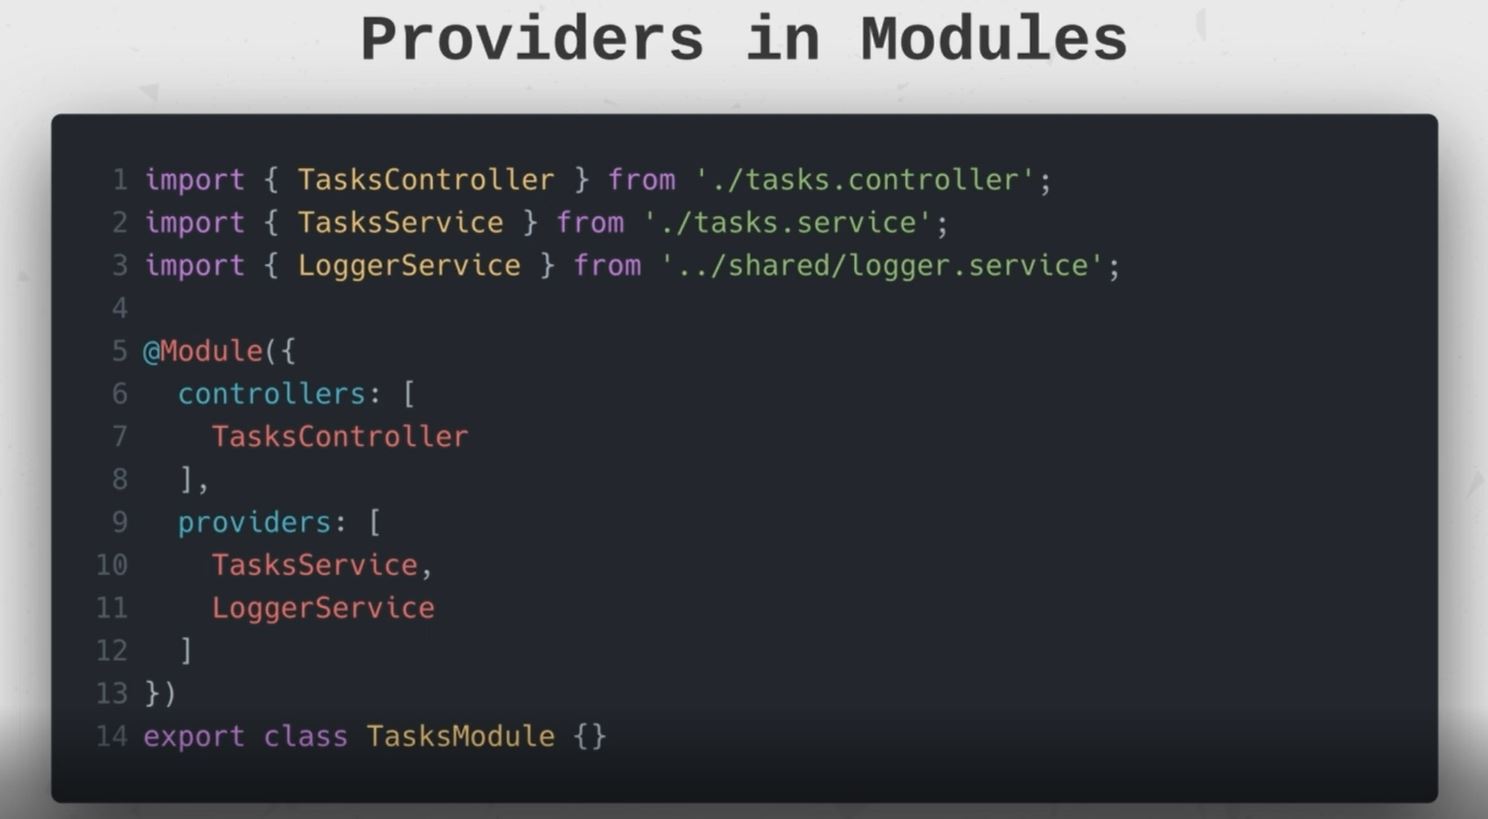 Providers in Modules
1 import { TasksController } from './tasks.controller';
2 import { TasksService } from './tasks.service';
3 import { LoggerService } from '../shared/logger.service';
4
5 @Module({
6   controllers: [
7     TasksController
8   ],
9   providers: [
10     TasksService,
11     LoggerService
12   ]
13 })
14 export class TasksModule {}